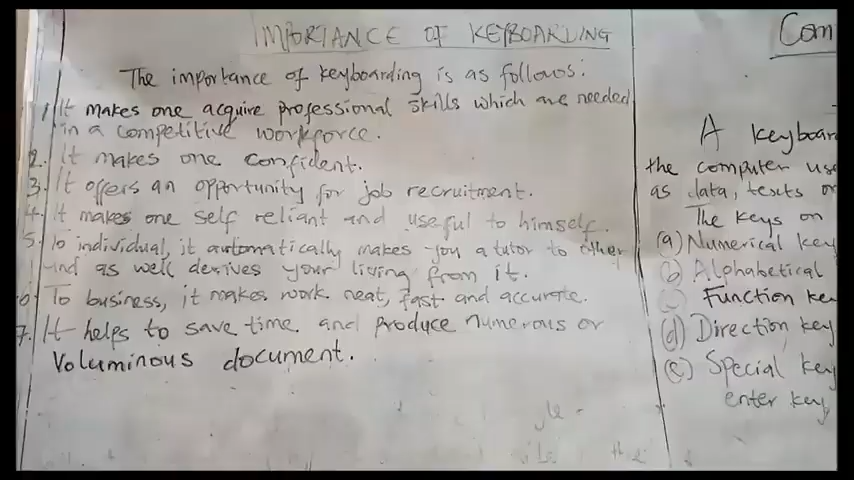 IMPORTANCE OF KEYBOARDING
The importance of keyboarding is as follows:
1. It makes one acquire professional skills which are needed
in a competitive workforce.
2. It makes one confident.
3. It offers an opportunity for job recruitment.
4. It makes one self reliant and useful to himself.
5. To individual, it automatically makes you a tutor to other
and as well derives your living from it.
6. To business, it makes work neat, fast and accurate.
7. It helps to save time and produce numerous or
Voluminous document.
Com
A keyboar
the computer use
as data, texts or
The keys on
(a) Numerical key
(b) Alphabetical
(c) Function ke
(d) Direction key
(e) Special key
enter key